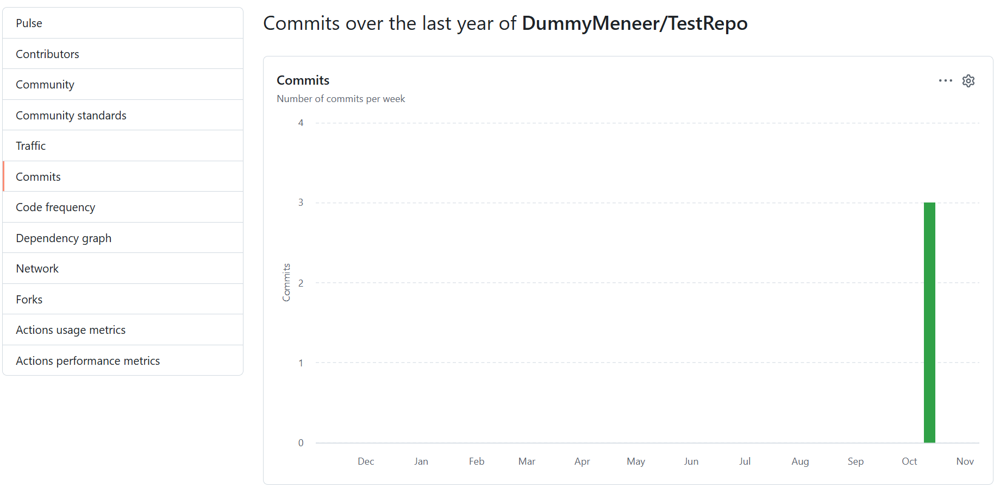 Pulse
Contributors
Community
Community standards
Traffic
Commits
Code frequency
Dependency graph
Network
Forks
Actions usage metrics
Actions performance metrics
Commits over the last year of DummyMeneer/TestRepo
Commits
Number of commits per week
4
3
2
1
0
Commits
Dec Jan Feb Mar Apr May Jun Jul Aug Sep Oct Nov